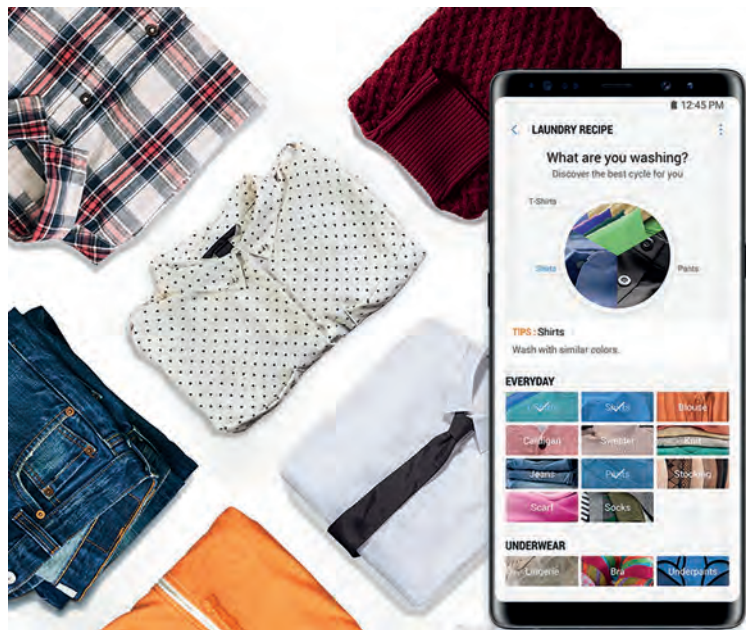 12:45 PM
LAUNDRY RECIPE
What are you washing?
Discover the best cycle for you
T-Shirts
Shirts
Pants
TIPS : Shirts
Wash with similar colors.
EVERYDAY
Shirts Blouse
Cardigan Sweater Knit
Jeans Pants Stocking
Scarf Socks
UNDERWEAR
Lingerie Bra Underpants